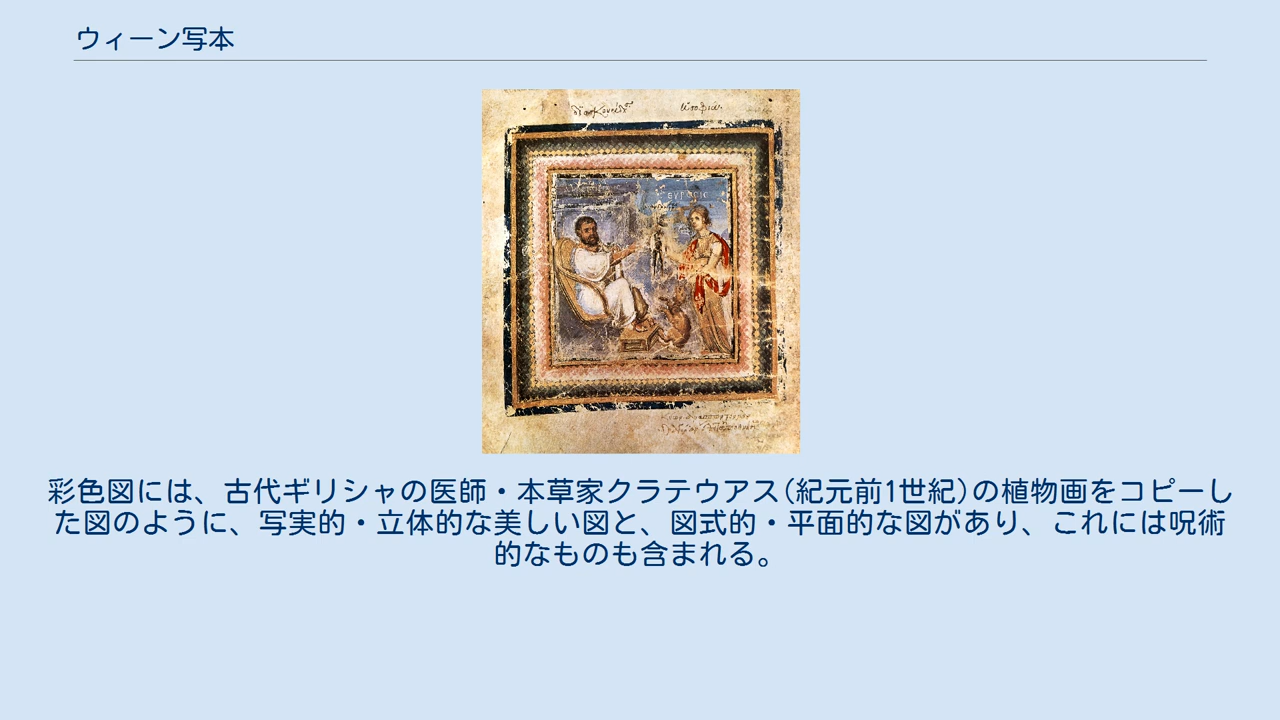 ウィーン写本
ΕΥΡΕϹΙϹ
彩色図には、古代ギリシャの医師・本草家クラテウアス(紀元前1世紀)の植物画をコピーし
た図のように、写実的・立体的な美しい図と、図式的・平面的な図があり、これには呪術
的なものも含まれる。